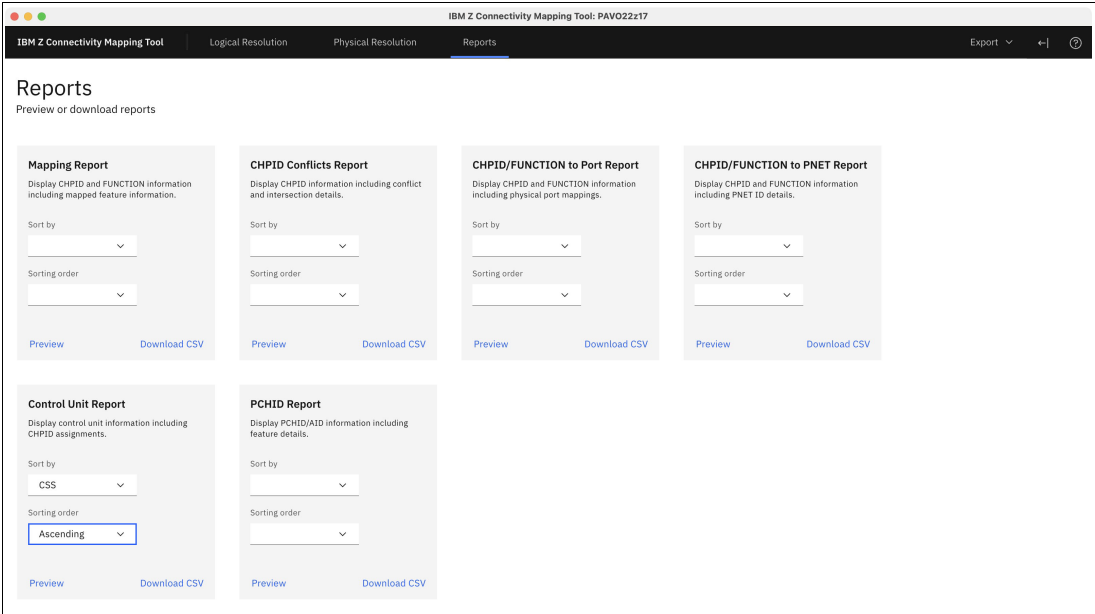 IBM Z Connectivity Mapping Tool: PAVO22z17
IBM Z Connectivity Mapping Tool
Logical Resolution
Physical Resolution
Reports
Export
Reports
Preview or download reports
Mapping Report
Display CHPID and FUNCTION information
including mapped feature information.
Sort by
Sorting order
Preview
Download CSV
CHPID Conflicts Report
Display CHPID information including conflict
and intersection details.
Sort by
Sorting order
Preview
Download CSV
CHPID/FUNCTION to Port Report
Display CHPID and FUNCTION information
including physical port mappings.
Sort by
Sorting order
Preview
Download CSV
CHPID/FUNCTION to PNET Report
Display CHPID and FUNCTION information
including PNET ID details.
Sort by
Sorting order
Preview
Download CSV
Control Unit Report
Display control unit information including
CHPID assignments.
Sort by
CSS
Sorting order
Ascending
Preview
Download CSV
PCHID Report
Display PCHID/AID information including
feature details.
Sort by
Sorting order
Preview
Download CSV